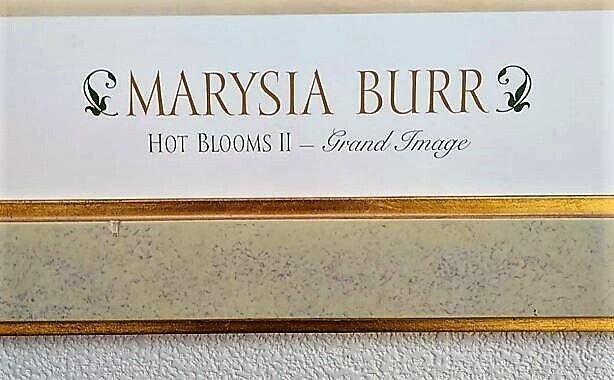 MARYSIA BURR
HOT BLOOMS II – Grand Image